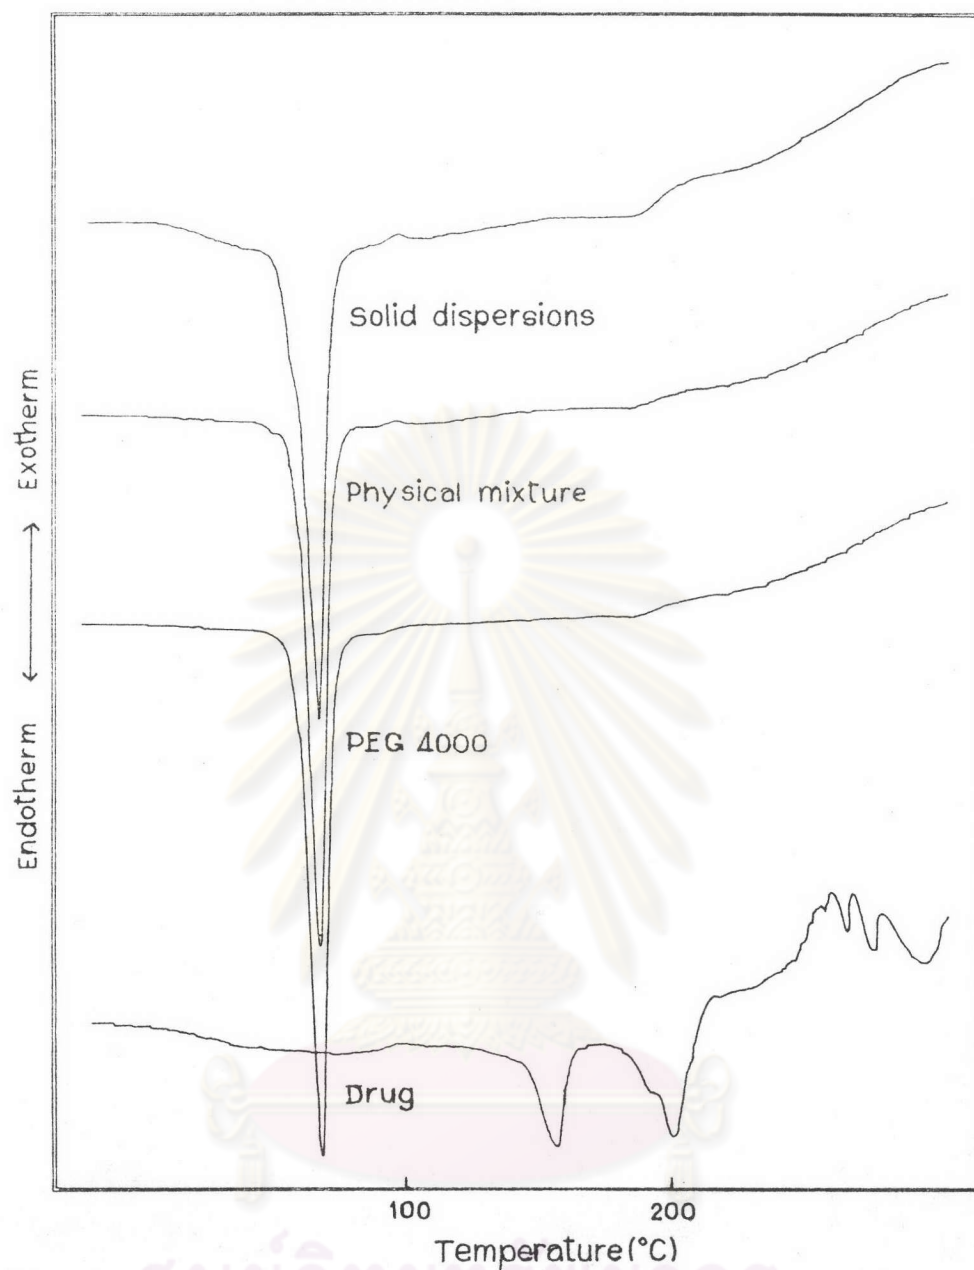 Solid dispersions
Physical mixture
PEG 4000
Drug
Exotherm
Endotherm
100
200
Temperature (°C)